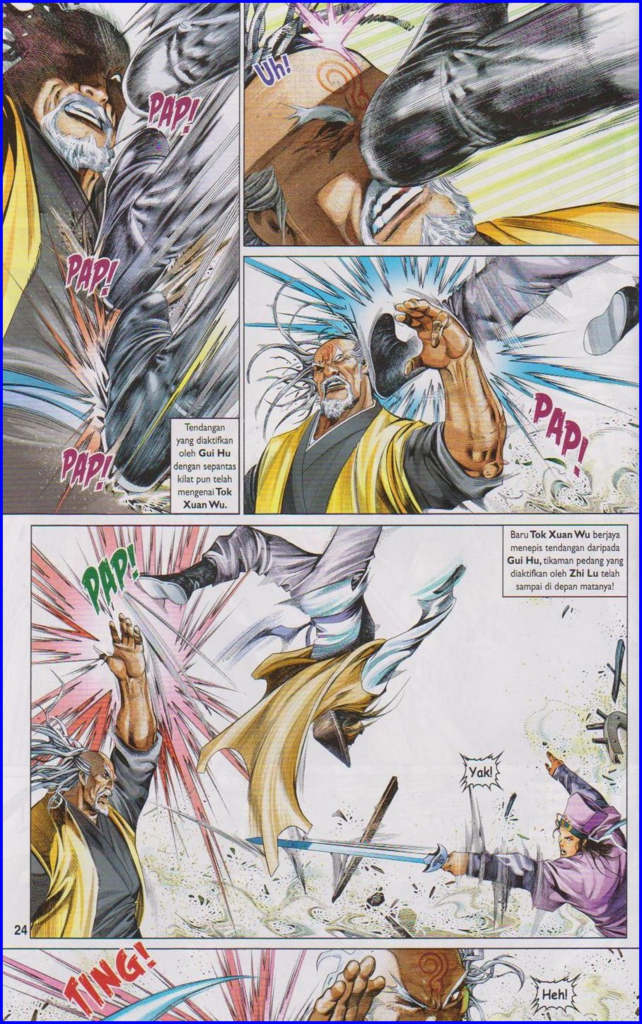 PAP!
Uh!
PAP!
PAP!
Tendangan
yang diaktifkan
oleh Gui Hu
dengan sepantas
kilat pun telah
mengenai Tok
Xuan Wu.
PAP!
PAP!
Baru Tok Xuan Wu berjaya
menepis tendangan daripada
Gui Hu, tikaman pedang yang
diaktifkan oleh Zhi Lu telah
sampai di depan matanya!
Yak!
24
TING!
Heh!